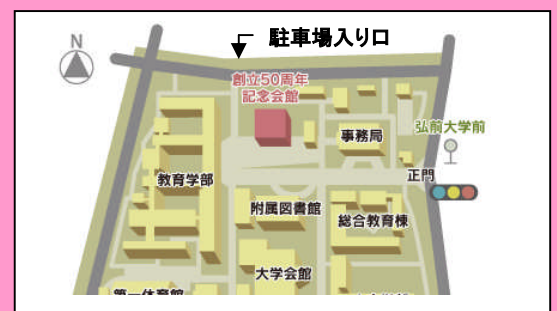 駐車場入り口
N
創立50周年
記念会館
事務局
弘前大学前
教育学部
正門
附属図書館
総合教育棟
大学会館
第一体育館